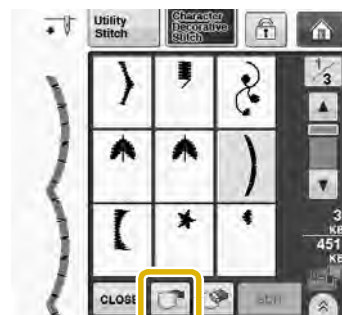 Utility
Stitch
Character
Decorative
Stitch
1/3
3
KB
451
KB
CLOSE